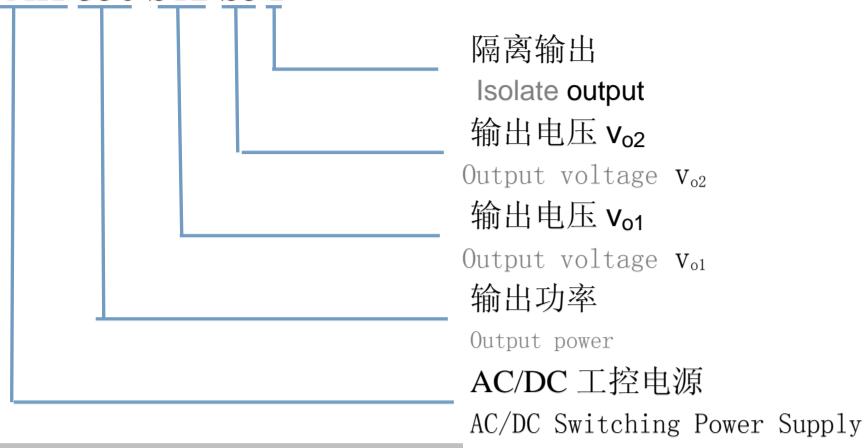 隔离输出
Isolate output
输出电压 Vo2
Output voltage Vo2
输出电压 Vo1
Output voltage Vo1
输出功率
Output power
AC/DC 工控电源
AC/DC Switching Power Supply